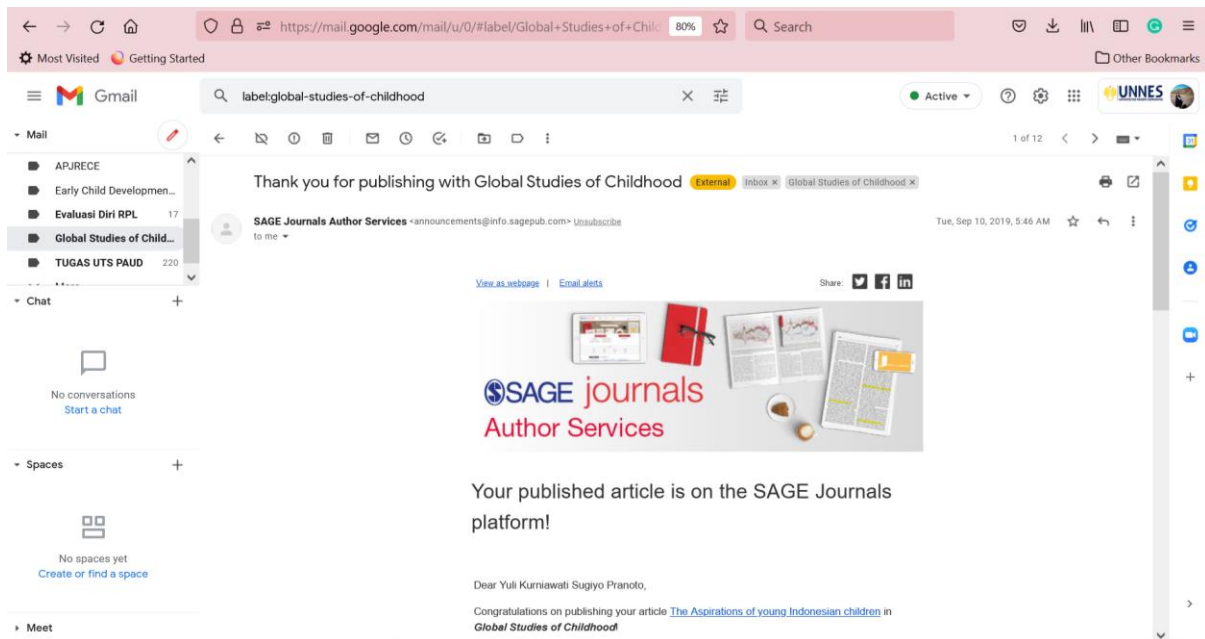 https://mail.google.com/mail/u/0/#label/Global+Studies+of+Chilc 80% Search
Most Visited Getting Started Other Bookmarks
Gmail label:global-studies-of-childhood Active UNNES
Mail 1 of 12
APJRECE
Early Child Developmen...
Evaluasi Diri RPL 17
Global Studies of Child...
TUGAS UTS PAUD 220
Chat
No conversations
Start a chat
Spaces
No spaces yet
Create or find a space
Meet
Thank you for publishing with Global Studies of Childhood External Inbox × Global Studies of Childhood ×
SAGE Journals Author Services <announcements@info.sagepub.com> Unsubscribe Tue, Sep 10, 2019, 5:46 AM
to me
View as webpage | Email alerts Share:
SAGE journals
Author Services
Your published article is on the SAGE Journals
platform!
Dear Yuli Kurniawati Sugiyo Pranoto,
Congratulations on publishing your article The Aspirations of young Indonesian children in
Global Studies of Childhood!